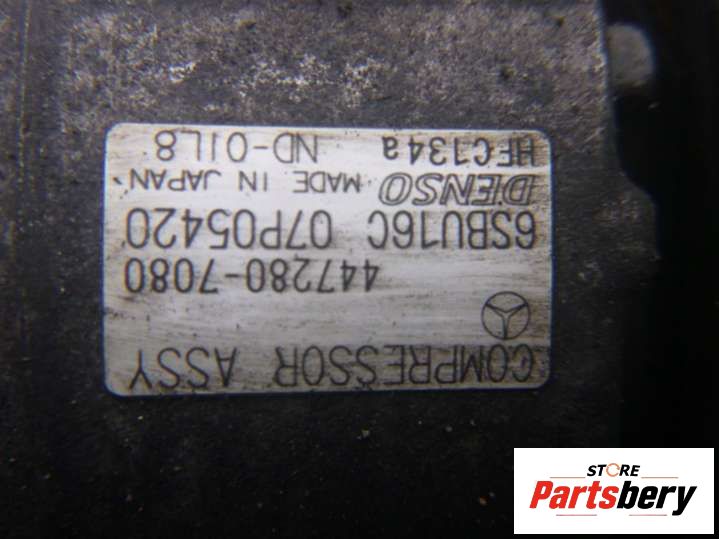 COMPRESSOR ASSY
447280-7080
6SBU16C 07P05420
DENSO MADE IN JAPAN
HFC134a ND-OIL8
STORE
Partsbery